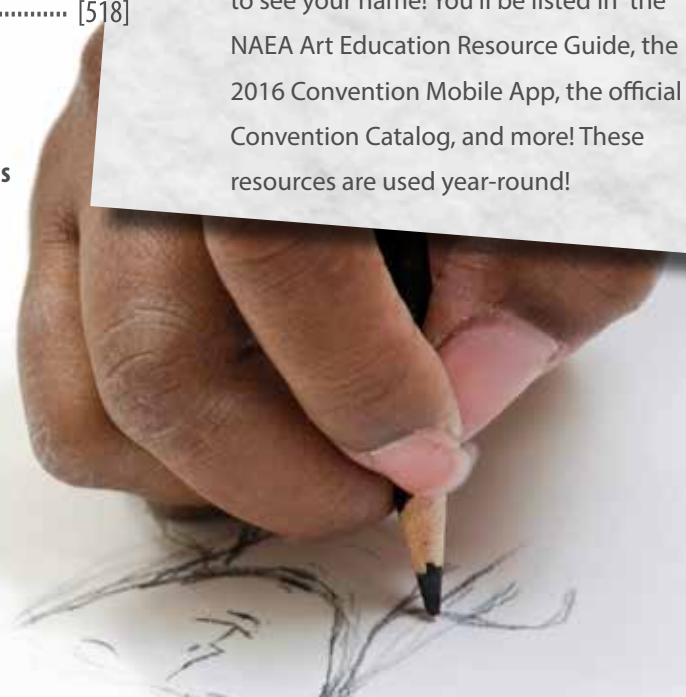 ............ [518]
s
to see your name! You'll be listed in the
NAEA Art Education Resource Guide, the
2016 Convention Mobile App, the official
Convention Catalog, and more! These
resources are used year-round!